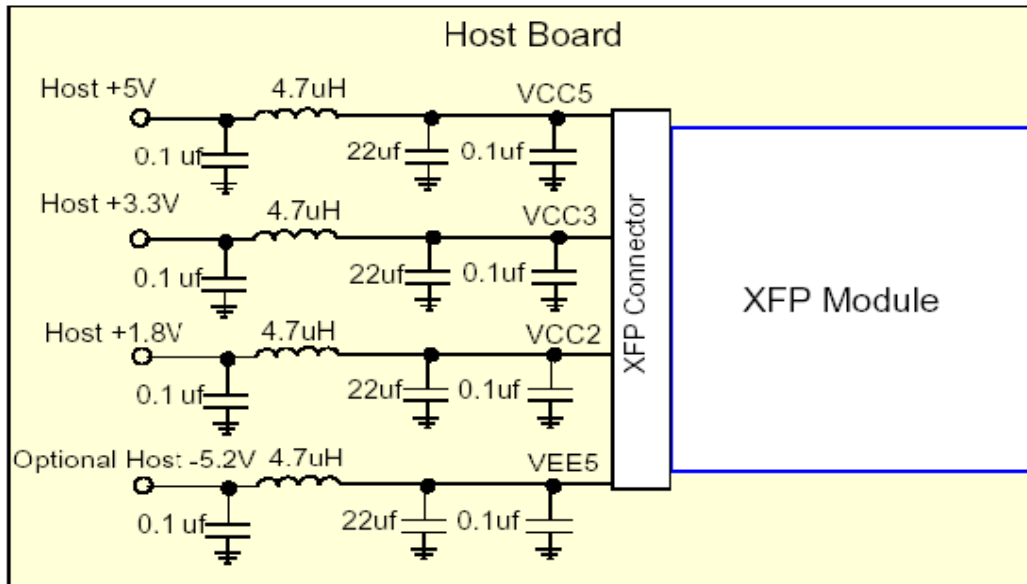 Host Board
Host +5V
4.7uH
VCC5
0.1 uf
22uf
0.1uf
Host +3.3V
4.7uH
VCC3
0.1 uf
22uf
0.1uf
Host +1.8V
4.7uH
VCC2
0.1 uf
22uf
0.1uf
Optional Host -5.2V
4.7uH
VEE5
0.1 uf
22uf
0.1uf
XFP Connector
XFP Module